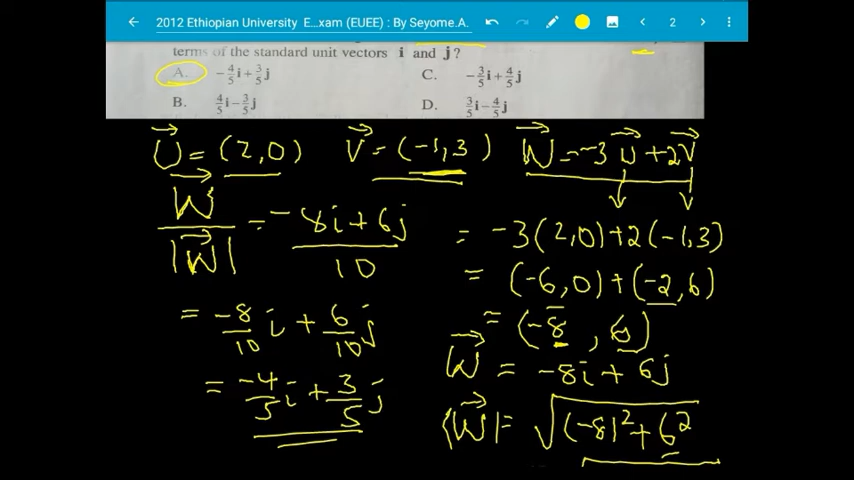 2012 Ethiopian University E...xam (EUEE) : By Seyome.A.
2
terms of the standard unit vectors i and j?
A. -4/5 i + 3/5 j
C. -3/5 i + 4/5 j
B. 4/5 i - 3/5 j
D. 3/5 i - 4/5 j
U = (2,0) V = (-1,3) W = -3u + 2v
W/|W| = -8i + 6j / 10
= -3(2,0) + 2(-1,3)
= (-6,0) + (-2,6)
= -8/10 i + 6/10 j
= (-8, 6)
W = -8i + 6j
= -4/5 i + 3/5 j
|W| = √(-8)² + 6²